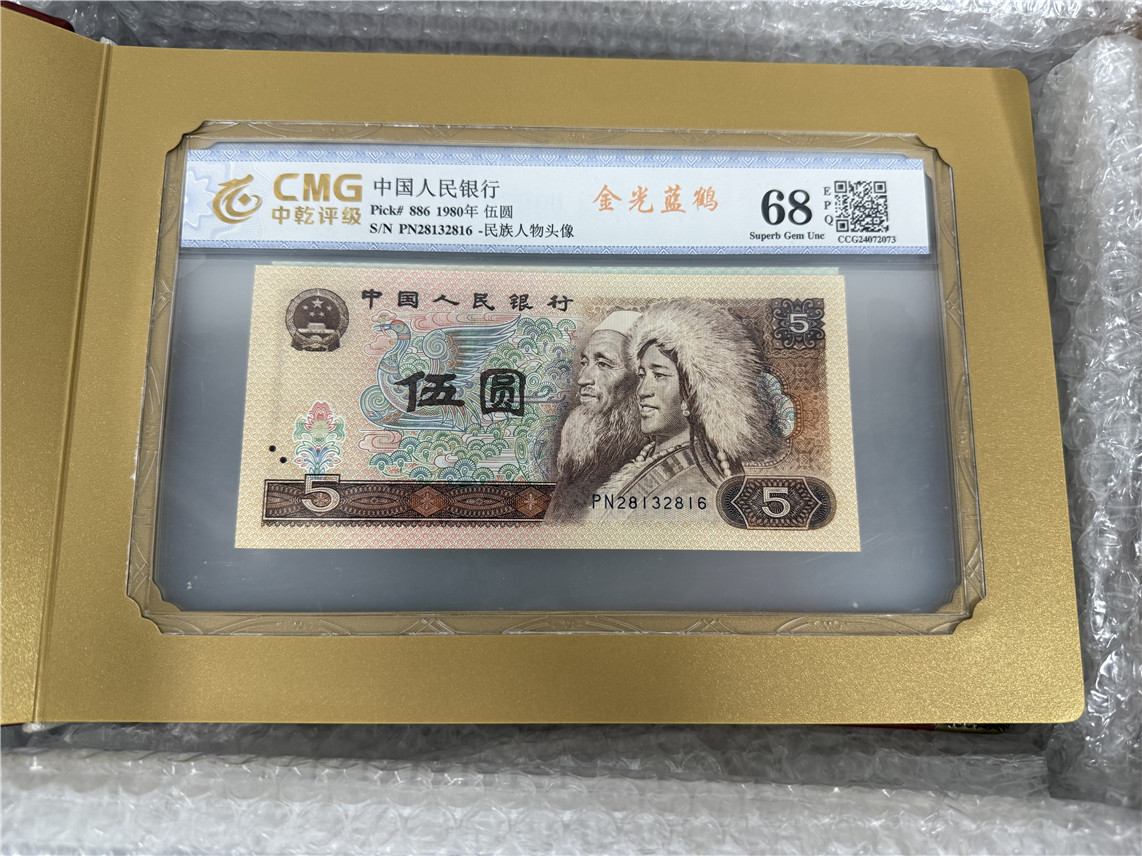 CMG
中乾评级
中国人民银行
Pick# 886 1980年 伍圆
S/N PN28132816 -民族人物头像
金光蓝鹤
68
EPQ
Superb Gem Unc
CCG24072073
中国人民银行
5
伍圆
5
PN28132816
5